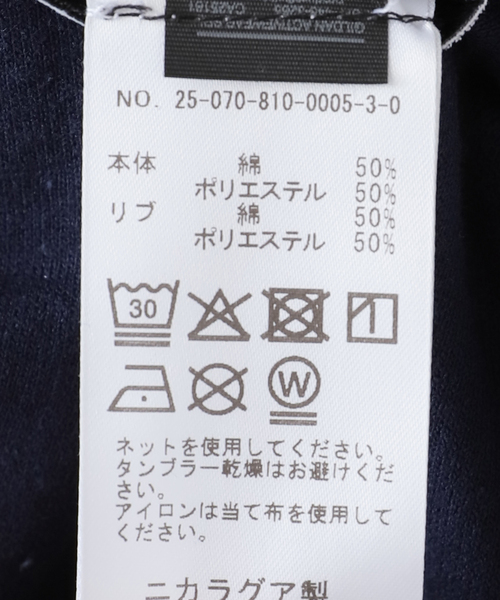 GILDAN ACTIVEWEAR SRL
CA25181
NO. 25-070-810-0005-3-0
本体 綿 50%
ポリエステル 50%
リブ 綿 50%
ポリエステル 50%
30
W
ネットを使用してください。
タンブラー乾燥はお避けくだ
さい。
アイロンは当て布を使用して
ください。
ニカラグア製